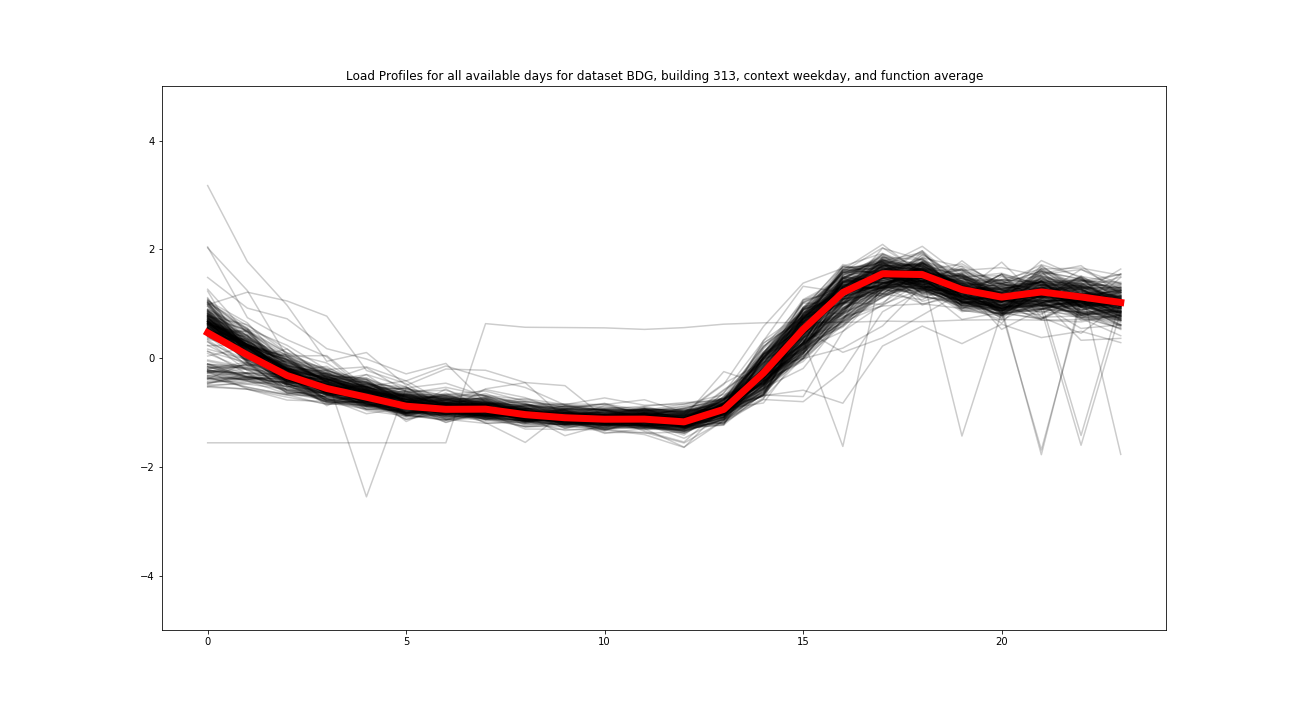 Load Profiles for all available days for dataset BDG, building 313, context weekday, and function average
4
2
0
−2
−4
0 5 10 15 20